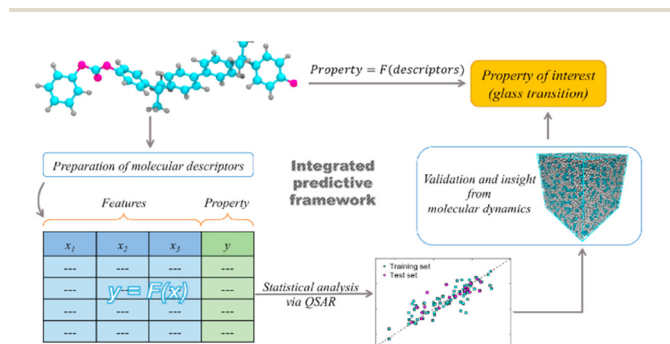 Property = F(descriptors)
Property of interest
(glass transition)
Preparation of molecular descriptors
Integrated
predictive
framework
Validation and insight
from
molecular dynamics
Features
Property
x1 x2 x3 y
--- --- --- ---
--- --- --- ---
y = F(x)
--- --- --- ---
--- --- --- ---
Statistical analysis
via QSAR
Training set
Test set